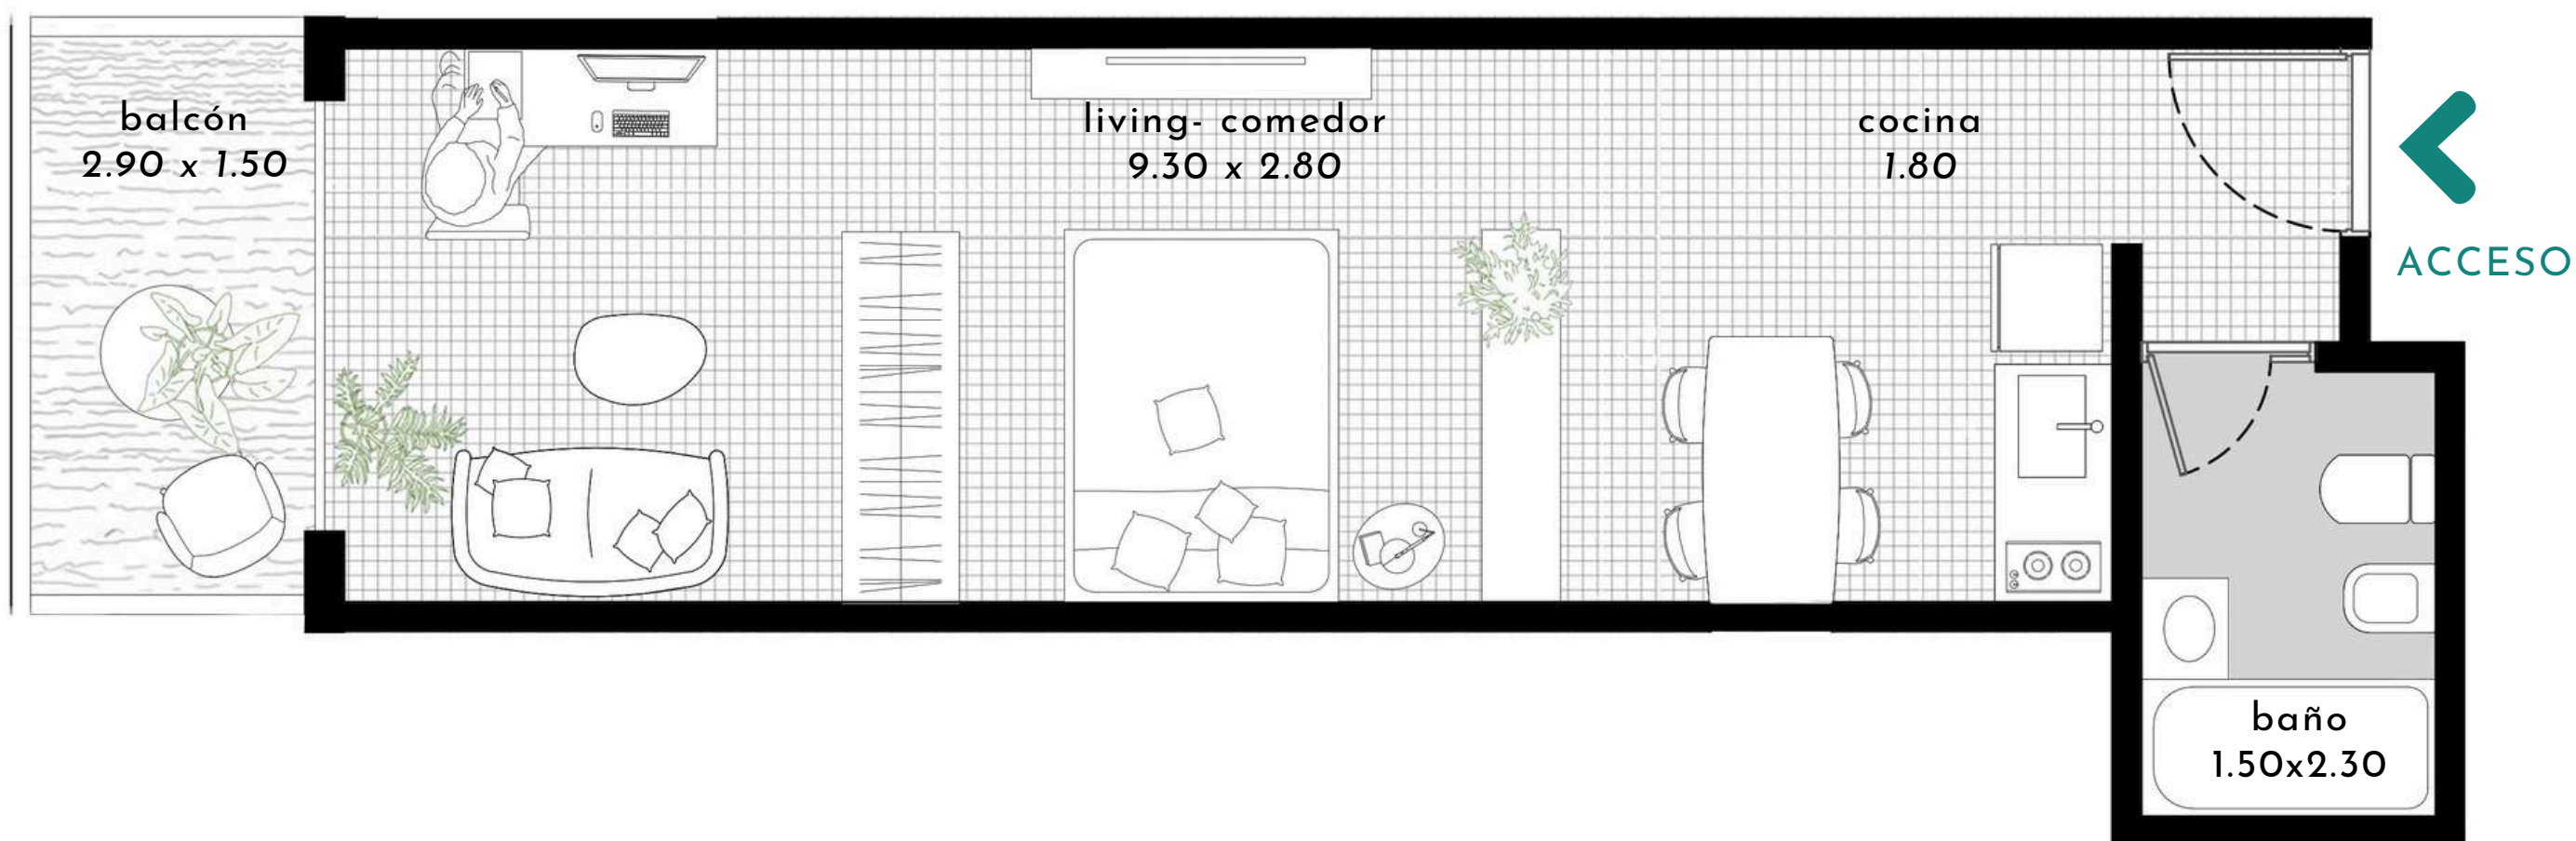 balcón
2.90 x 1.50
living- comedor
9.30 x 2.80
cocina
1.80
ACCESO
baño
1.50x2.30